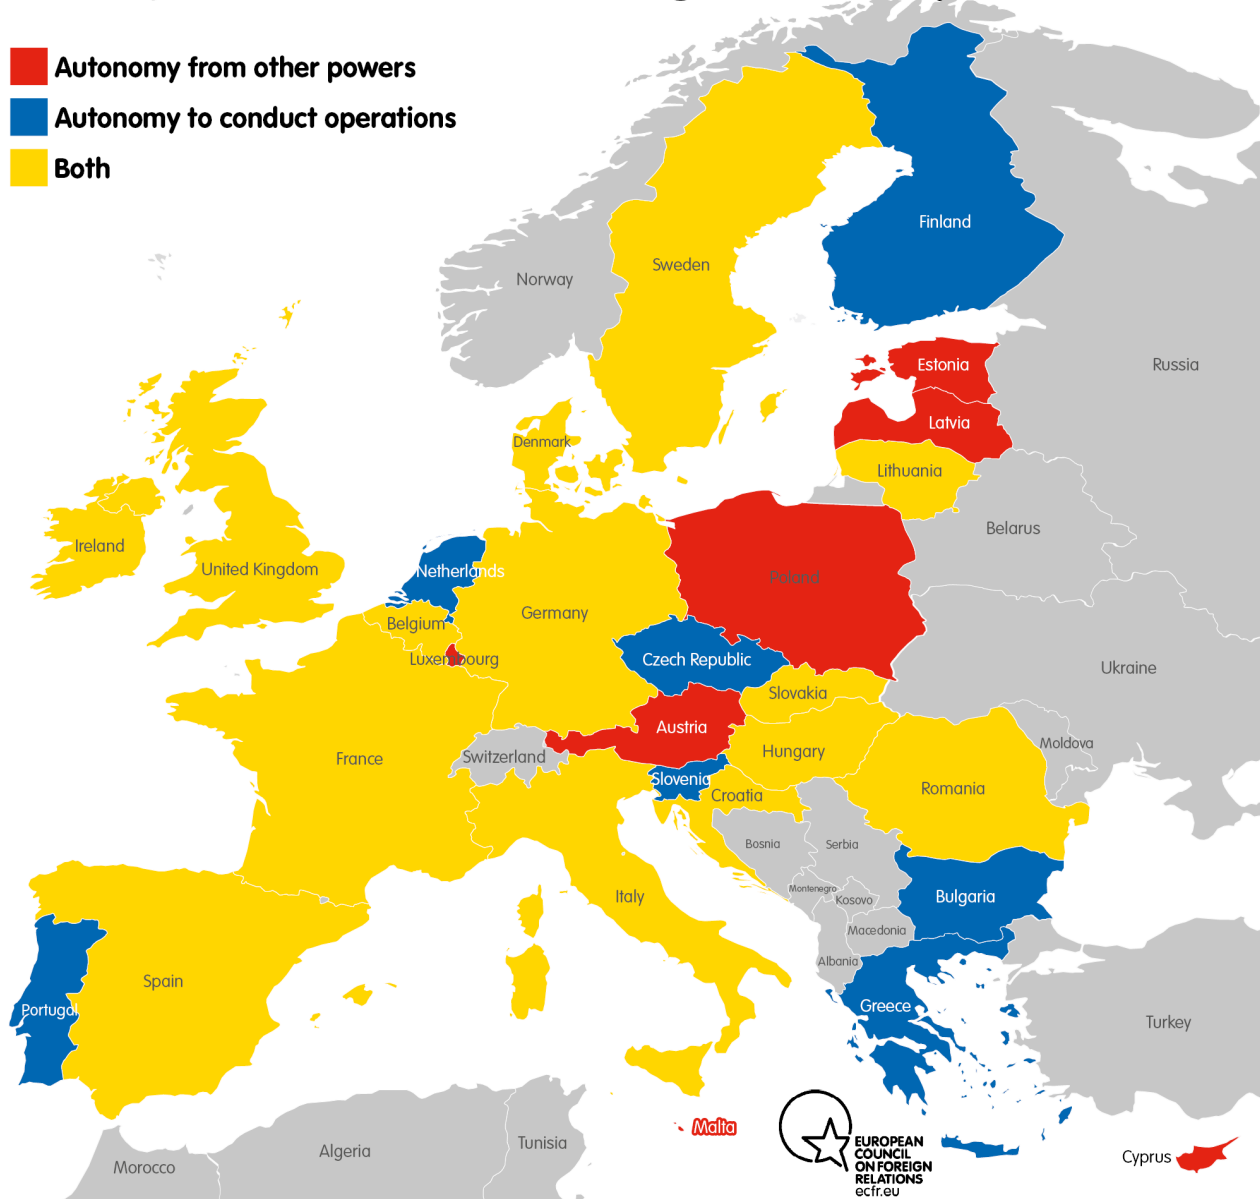 Autonomy from other powers
Autonomy to conduct operations
Both
Finland
Sweden
Norway
Russia
Estonia
Latvia
Denmark
Lithuania
Belarus
Ireland
United Kingdom
Netherlands
Poland
Germany
Belgium
Luxembourg
Czech Republic
Ukraine
Slovakia
Austria
Moldova
Hungary
France
Switzerland
Slovenia
Romania
Croatia
Bosnia
Serbia
Montenegro
Kosovo
Italy
Bulgaria
Macedonia
Albania
Spain
Portugal
Greece
Turkey
Malta
EUROPEAN
COUNCIL
ON FOREIGN
RELATIONS
ecfr.eu
Cyprus
Tunisia
Algeria
Morocco